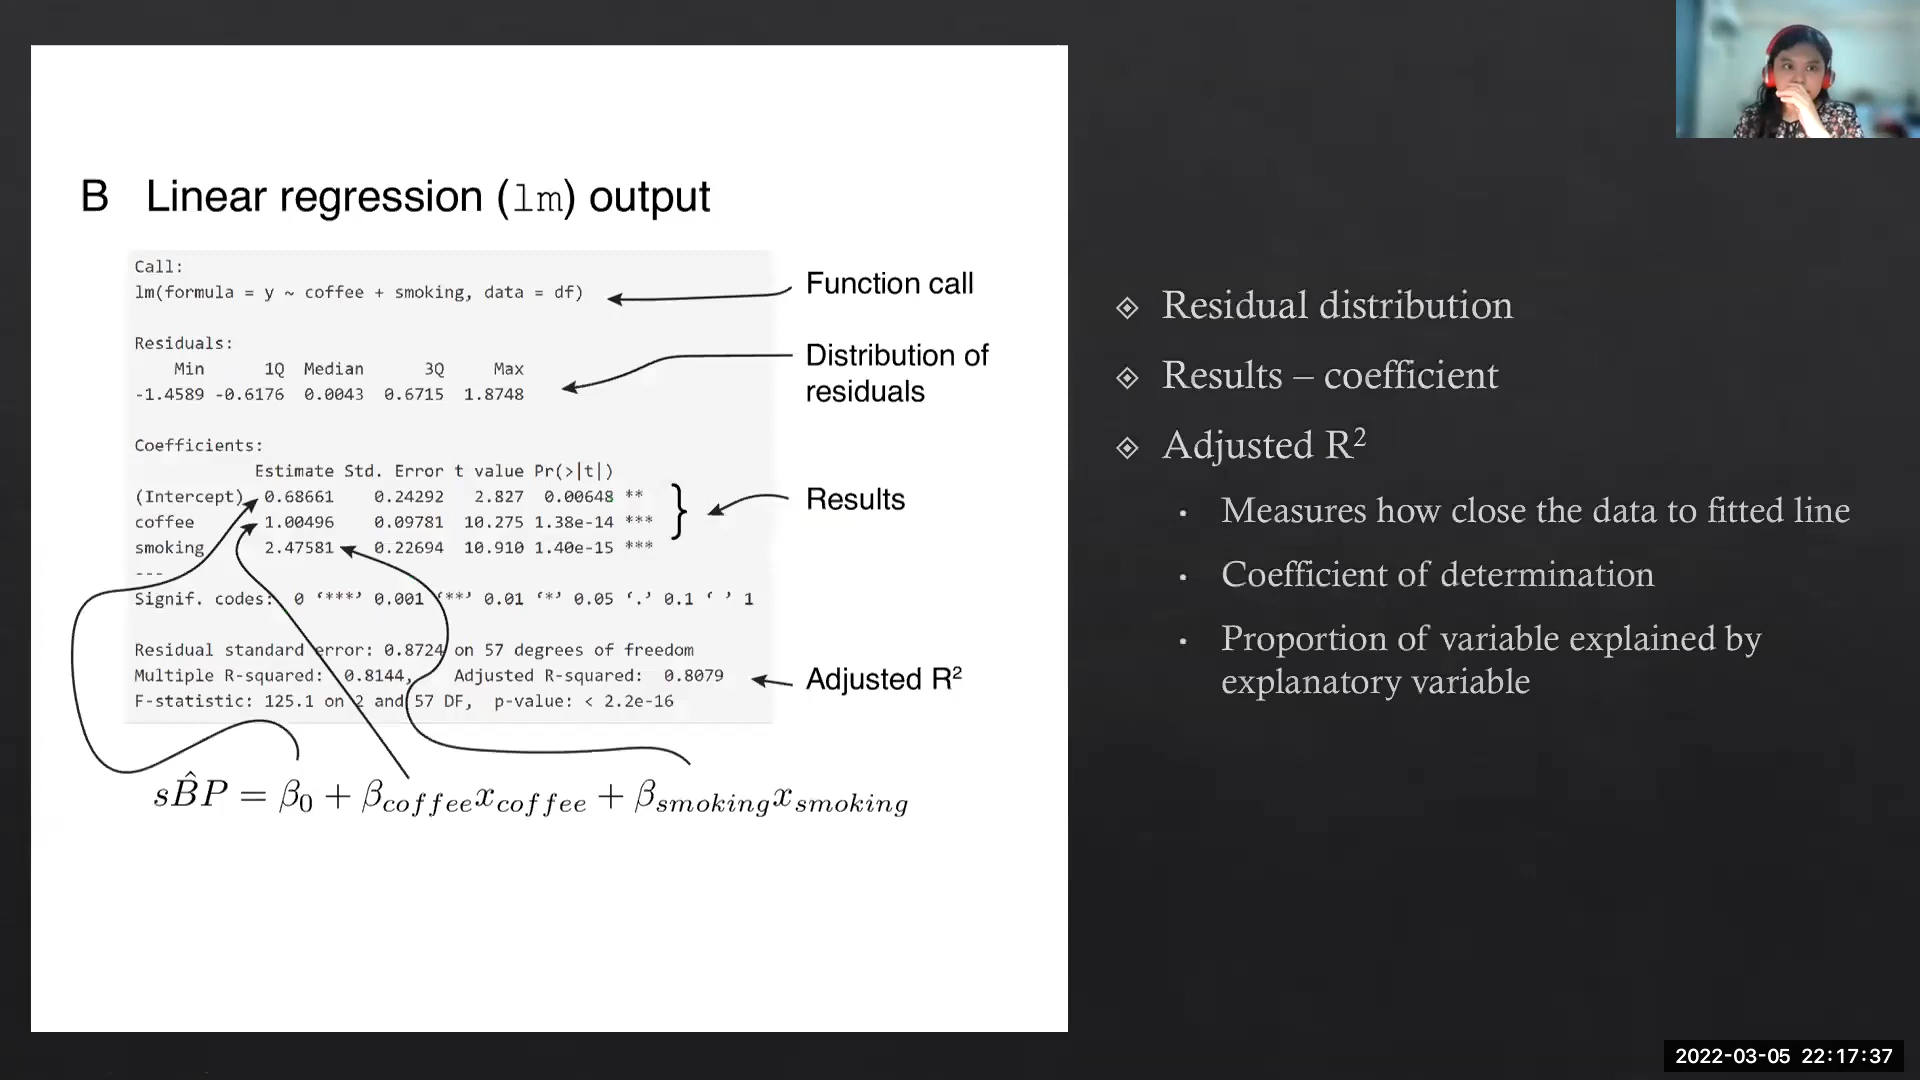 B Linear regression (lm) output
Call:
lm(formula = y ~ coffee + smoking, data = df)
Function call
Residuals:
Min 1Q Median 3Q Max
-1.4589 -0.6176 0.0043 0.6715 1.8748
Distribution of
residuals
Coefficients:
Estimate Std. Error t value Pr(>|t|)
(Intercept) 0.68661 0.24292 2.827 0.00648 **
coffee 1.00496 0.09781 10.275 1.38e-14 ***
smoking 2.47581 0.22694 10.910 1.40e-15 ***
Results
---
Signif. codes: 0 ‘***’ 0.001 ‘**’ 0.01 ‘*’ 0.05 ‘.’ 0.1 ‘ ’ 1
Residual standard error: 0.8724 on 57 degrees of freedom
Multiple R-squared: 0.8144, Adjusted R-squared: 0.8079
F-statistic: 125.1 on 2 and 57 DF, p-value: < 2.2e-16
Adjusted R²
sB̂P = β₀ + βcoffee xcoffee + βsmoking xsmoking
Residual distribution
Results – coefficient
Adjusted R²
Measures how close the data to fitted line
Coefficient of determination
Proportion of variable explained by
explanatory variable
2022-03-05 22:17:37